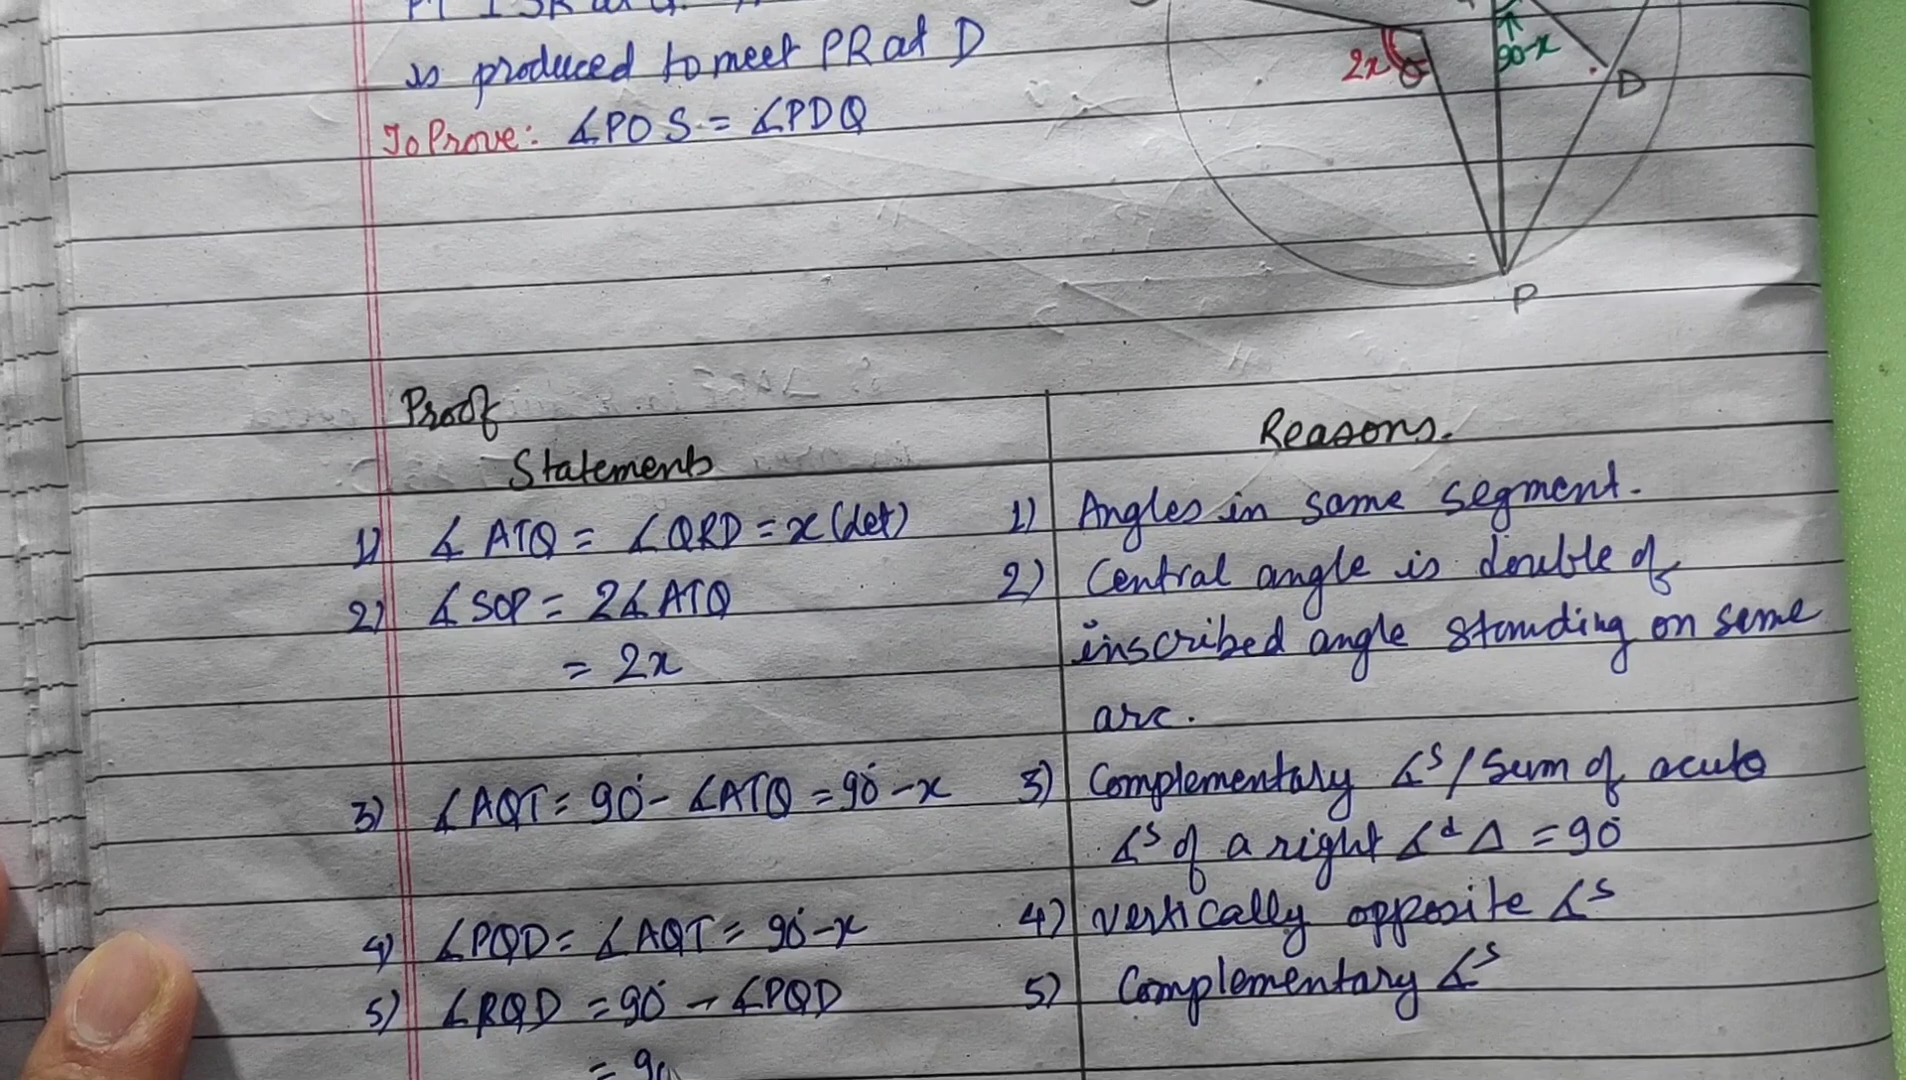 is produced to meet PR at D
To Prove: ∡POS = ∡PDQ
2x
O
90-x
D
P
Proof
Statements
Reasons.
1) ∡ATQ = ∡QRD = x (let)
1) Angles in same segment.
2) ∡SOP = 2∡ATQ
= 2x
2) Central angle is double of
inscribed angle standing on same
arc.
3) ∡AQT = 90° - ∡ATQ = 90° - x
3) Complementary ∡s / Sum of acute
∡s of a right ∡d Δ = 90°
4) ∡PQD = ∡AQT = 90° - x
4) vertically opposite ∡s
5) ∡RQD = 90° - ∡PQD
5) Complementary ∡s